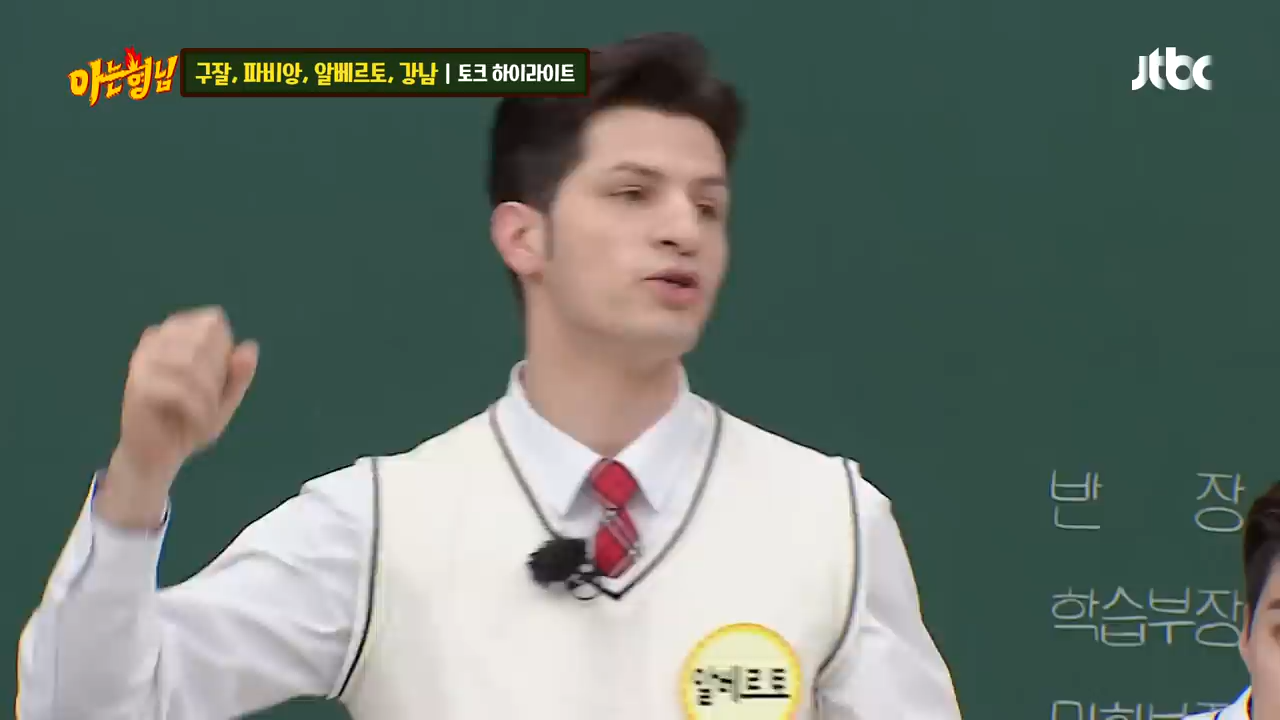 아는형님
구잘, 파비앙, 알베르토, 강남 | 토크 하이라이트
jtbc
반 장
학습부장
알베르토